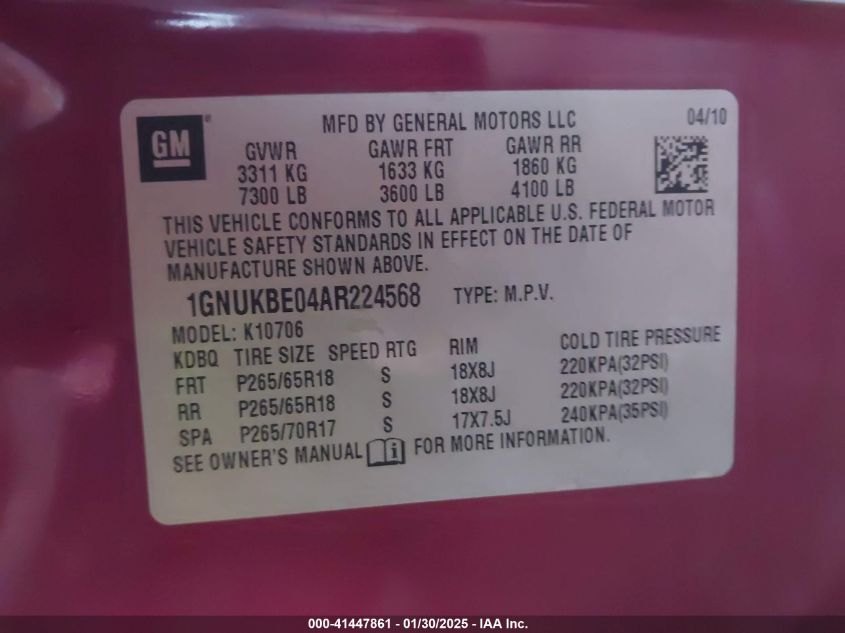 GM®
MFD BY GENERAL MOTORS LLC 04/10
GVWR GAWR FRT GAWR RR
3311 KG 1633 KG 1860 KG
7300 LB 3600 LB 4100 LB
THIS VEHICLE CONFORMS TO ALL APPLICABLE U.S. FEDERAL MOTOR
VEHICLE SAFETY STANDARDS IN EFFECT ON THE DATE OF
MANUFACTURE SHOWN ABOVE.
1GNUKBE04AR224568 TYPE: M.P.V.
MODEL: K10706
KDBQ TIRE SIZE SPEED RTG RIM COLD TIRE PRESSURE
FRT P265/65R18 S 18X8J 220KPA(32PSI)
RR P265/65R18 S 18X8J 220KPA(32PSI)
SPA P265/70R17 S 17X7.5J 240KPA(35PSI)
SEE OWNER'S MANUAL i FOR MORE INFORMATION.
000-41447861 - 01/30/2025 - IAA Inc.